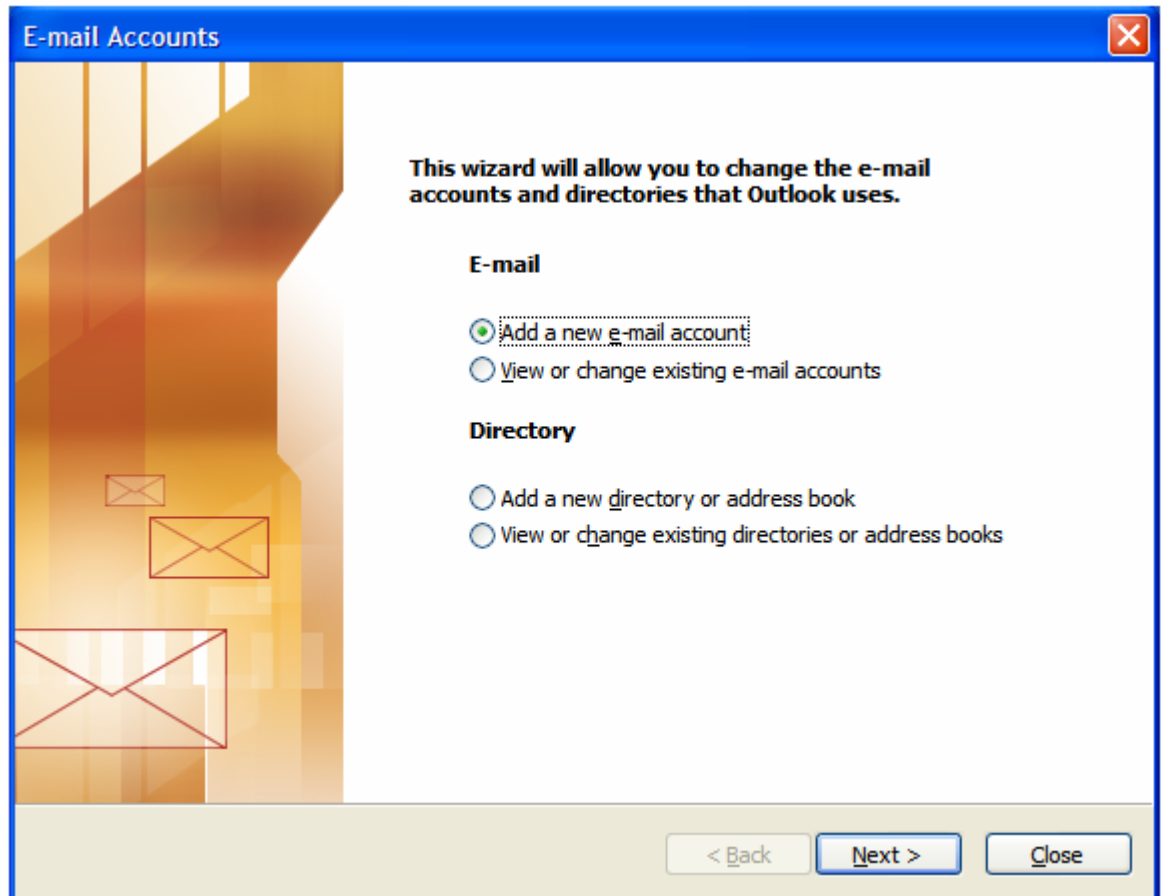 E-mail Accounts
This wizard will allow you to change the e-mail
accounts and directories that Outlook uses.
E-mail
Add a new e-mail account
View or change existing e-mail accounts
Directory
Add a new directory or address book
View or change existing directories or address books
< Back Next > Close